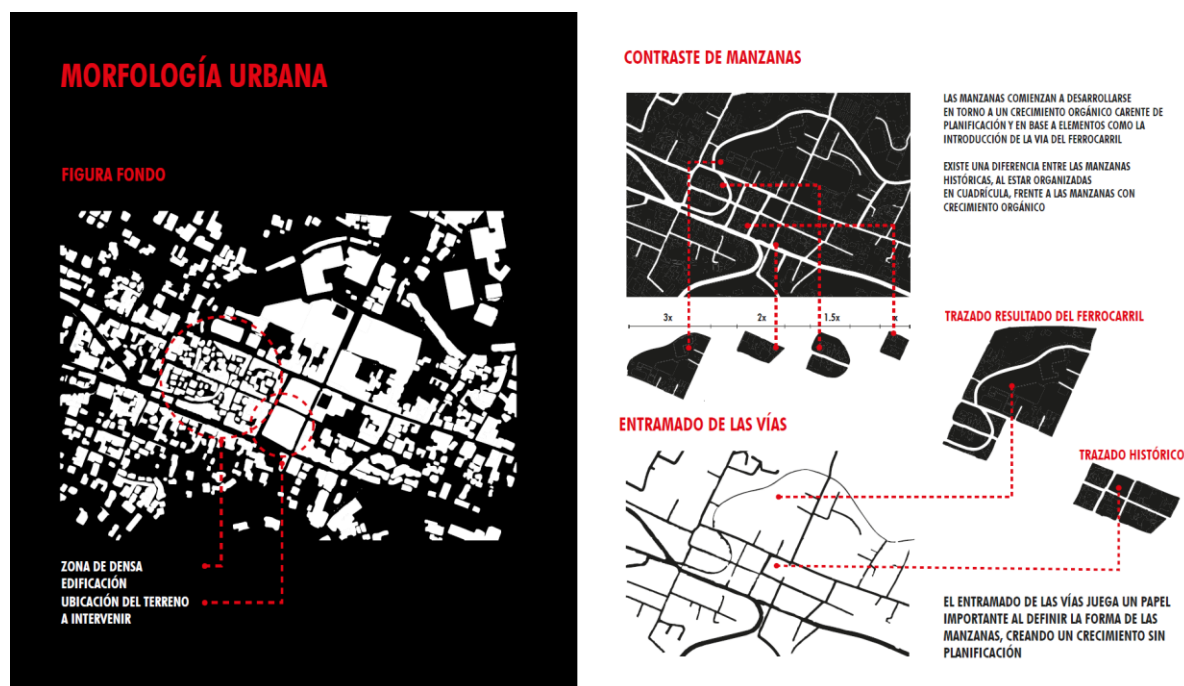 MORFOLOGÍA URBANA
FIGURA FONDO
ZONA DE DENSA
EDIFICACIÓN
UBICACIÓN DEL TERRENO
A INTERVENIR
CONTRASTE DE MANZANAS
LAS MANZANAS COMIENZAN A DESARROLLARSE
EN TORNO A UN CRECIMIENTO ORGÁNICO CARENTE DE
PLANIFICACIÓN Y EN BASE A ELEMENTOS COMO LA
INTRODUCCIÓN DE LA VIA DEL FERROCARRIL
EXISTE UNA DIFERENCIA ENTRE LAS MANZANAS
HISTÓRICAS, AL ESTAR ORGANIZADAS
EN CUADRÍCULA, FRENTE A LAS MANZANAS CON
CRECIMIENTO ORGÁNICO
3x 2x 1.5x x
TRAZADO RESULTADO DEL FERROCARRIL
ENTRAMADO DE LAS VÍAS
TRAZADO HISTÓRICO
EL ENTRAMADO DE LAS VÍAS JUEGA UN PAPEL
IMPORTANTE AL DEFINIR LA FORMA DE LAS
MANZANAS, CREANDO UN CRECIMIENTO SIN
PLANIFICACIÓN